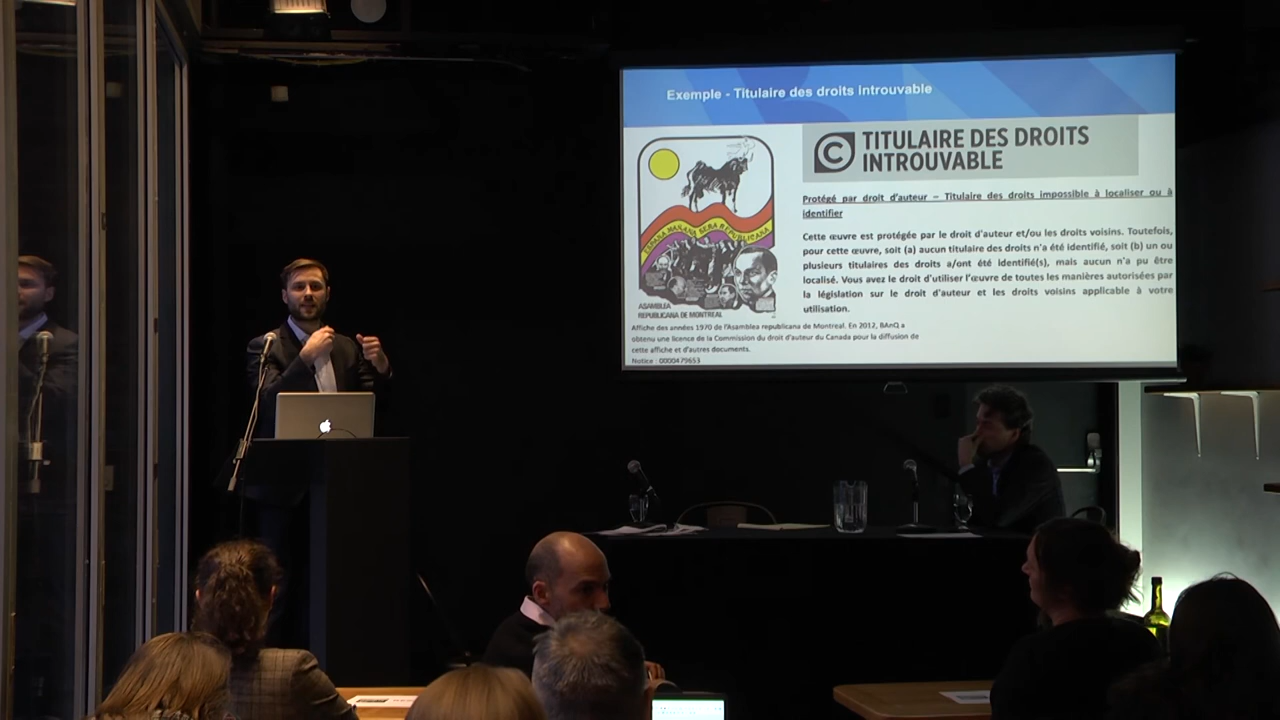 Exemple - Titulaire des droits introuvable
TITULAIRE DES DROITS
INTROUVABLE
Protégé par droit d'auteur – Titulaire des droits impossible à localiser ou à
identifier
Cette œuvre est protégée par le droit d'auteur et/ou les droits voisins. Toutefois,
pour cette œuvre, soit (a) aucun titulaire des droits n'a été identifié, soit (b) un ou
plusieurs titulaires des droits a/ont été identifié(s), mais aucun n'a pu être
localisé. Vous avez le droit d'utiliser l'œuvre de toutes les manières autorisées par
la législation sur le droit d'auteur et les droits voisins applicable à votre
utilisation.
ESPAÑA MAÑANA SERA REPUBLICANA
ASAMBLEA
REPUBLICANA DE MONTREAL
Affiche des années 1970 de l'Asamblea republicana de Montreal. En 2012, BAnQ a
obtenu une licence de la Commission du droit d'auteur du Canada pour la diffusion de
cette affiche et d'autres documents.
Notice : 0000479653